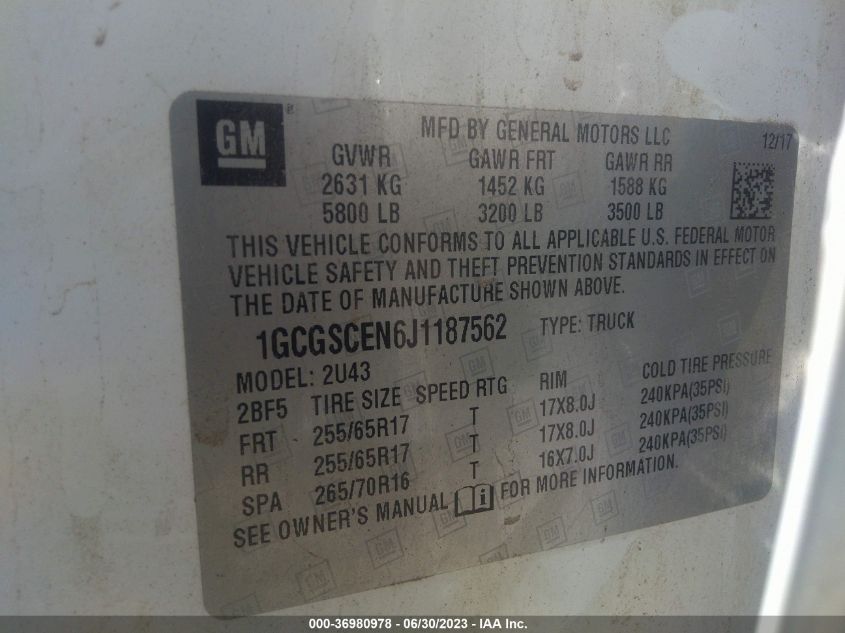 GM ®
MFD BY GENERAL MOTORS LLC 12/17
GVWR GAWR FRT GAWR RR
2631 KG 1452 KG 1588 KG
5800 LB 3200 LB 3500 LB
THIS VEHICLE CONFORMS TO ALL APPLICABLE U.S. FEDERAL MOTOR
VEHICLE SAFETY AND THEFT PREVENTION STANDARDS IN EFFECT ON
THE DATE OF MANUFACTURE SHOWN ABOVE.
1GCGSCEN6J1187562 TYPE: TRUCK
MODEL: 2U43
2BF5 TIRE SIZE SPEED RTG RIM COLD TIRE PRESSURE
FRT 255/65R17 T 17X8.0J 240KPA(35PSI)
RR 255/65R17 T 17X8.0J 240KPA(35PSI)
SPA 265/70R16 T 16X7.0J 240KPA(35PSI)
SEE OWNER'S MANUAL i FOR MORE INFORMATION.
000-36980978 - 06/30/2023 - IAA Inc.